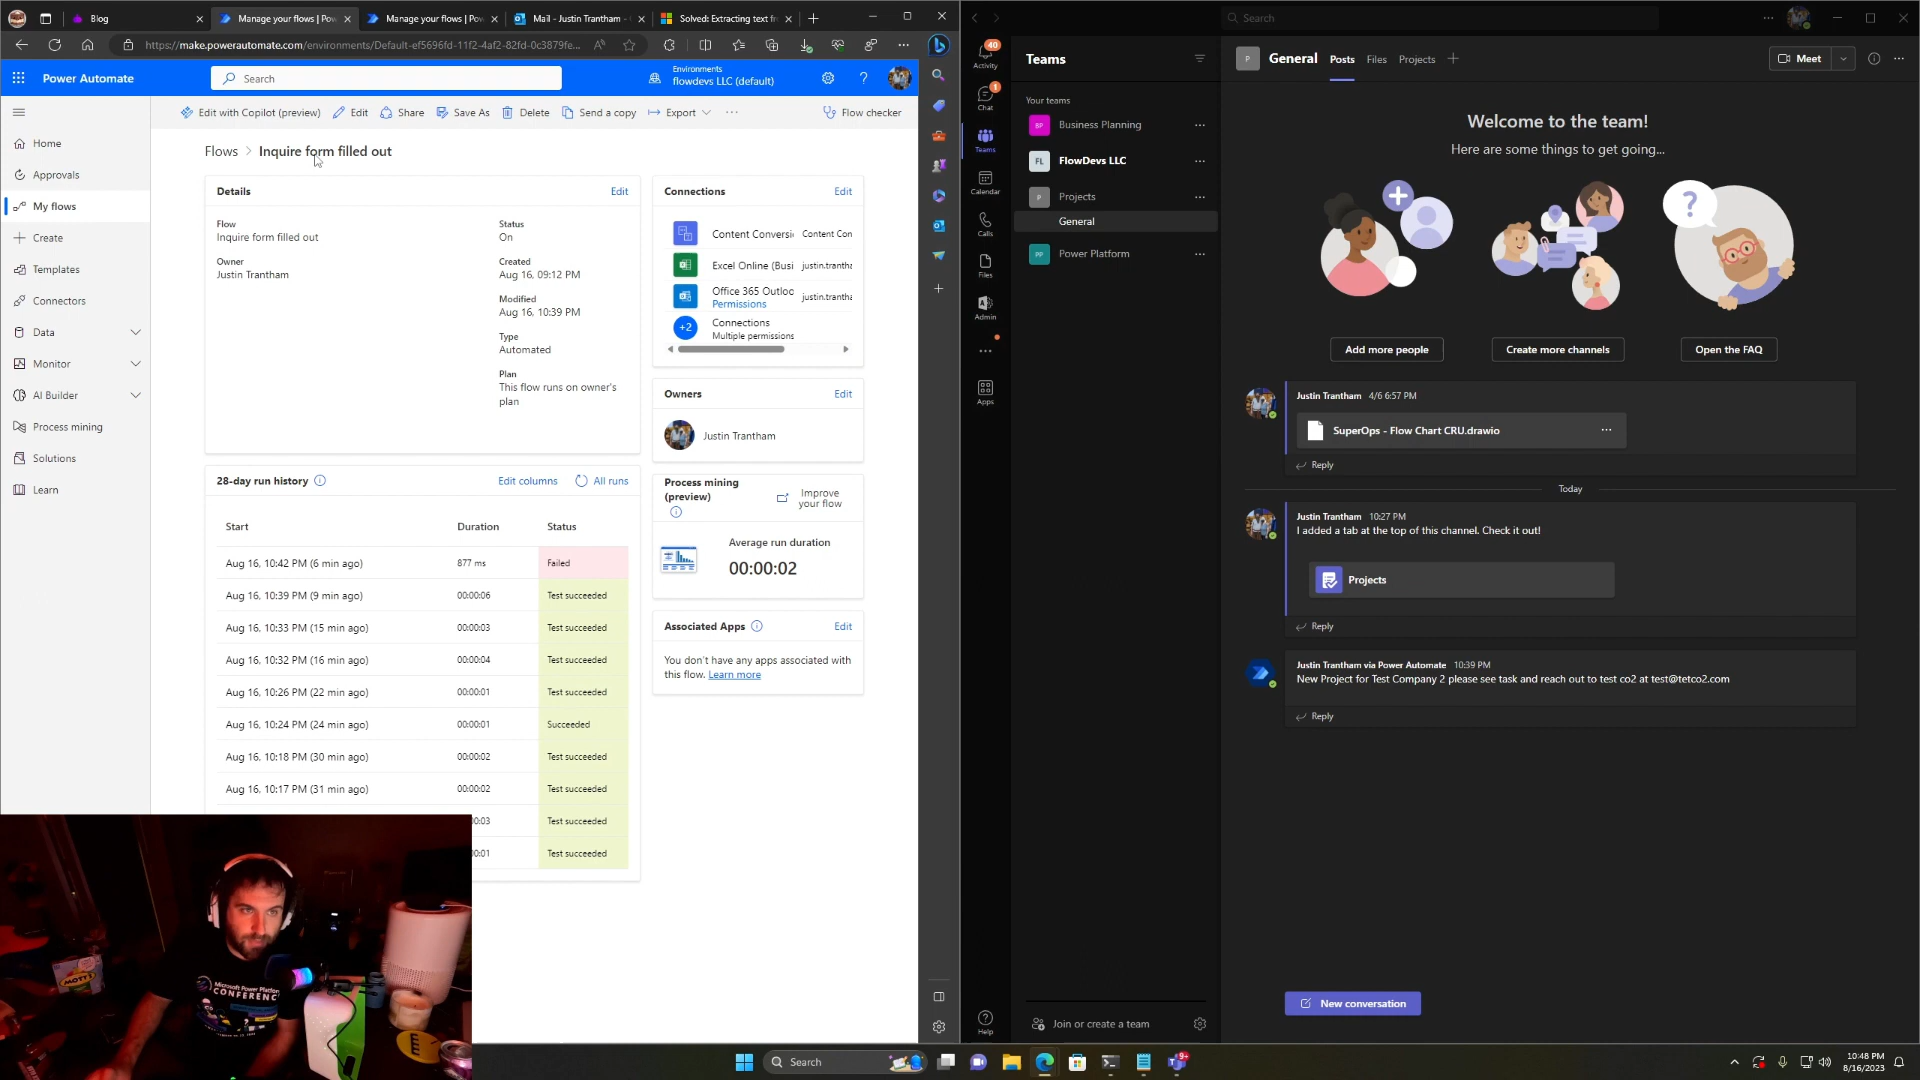 Blog
Manage your flows | Pow
Manage your flows | Pow
Mail - Justin Trantham - O
Solved: Extracting text fr
https://make.powerautomate.com/environments/Default-ef5696fd-11f2-4af2-82fd-0c3879fe...
Power Automate
Search
Environments
flowdevs LLC (default)
Edit with Copilot (preview)
Edit
Share
Save As
Delete
Send a copy
Export
Flow checker
Home
Approvals
My flows
Create
Templates
Connectors
Data
Monitor
AI Builder
Process mining
Solutions
Learn
Flows > Inquire form filled out
Details
Edit
Flow
Inquire form filled out
Owner
Justin Trantham
Status
On
Created
Aug 16, 09:12 PM
Modified
Aug 16, 10:39 PM
Type
Automated
Plan
This flow runs on owner's
plan
Connections
Edit
Content Conversi Content Con
Excel Online (Busi justin.trantha
Office 365 Outloo justin.trantha
Permissions
+2
Connections
Multiple permissions
Owners
Edit
Justin Trantham
28-day run history
Edit columns
All runs
Start Duration Status
Aug 16, 10:42 PM (6 min ago) 877 ms Failed
Aug 16, 10:39 PM (9 min ago) 00:00:06 Test succeeded
Aug 16, 10:33 PM (15 min ago) 00:00:03 Test succeeded
Aug 16, 10:32 PM (16 min ago) 00:00:04 Test succeeded
Aug 16, 10:26 PM (22 min ago) 00:00:01 Test succeeded
Aug 16, 10:24 PM (24 min ago) 00:00:01 Succeeded
Aug 16, 10:18 PM (30 min ago) 00:00:02 Test succeeded
Aug 16, 10:17 PM (31 min ago) 00:00:02 Test succeeded
:03 Test succeeded
:01 Test succeeded
Process mining
(preview)
Improve
your flow
Average run duration
00:00:02
Associated Apps
Edit
You don't have any apps associated with
this flow. Learn more
Microsoft Power Platform
CONFERENC
MOTT'S
Search
40
Activity
1
Chat
Teams
Calendar
Calls
Files
Admin
Apps
Help
Teams
Your teams
BP Business Planning
FL FlowDevs LLC
P Projects
General
PP Power Platform
Join or create a team
P General
Posts
Files
Projects
Meet
Welcome to the team!
Here are some things to get going...
Add more people
Create more channels
Open the FAQ
Justin Trantham 4/6 6:57 PM
SuperOps - Flow Chart CRU.drawio
Reply
Today
Justin Trantham 10:27 PM
I added a tab at the top of this channel. Check it out!
Projects
Reply
Justin Trantham via Power Automate 10:39 PM
New Project for Test Company 2 please see task and reach out to test co2 at test@tetco2.com
Reply
New conversation
Search
9+
10:48 PM
8/16/2023